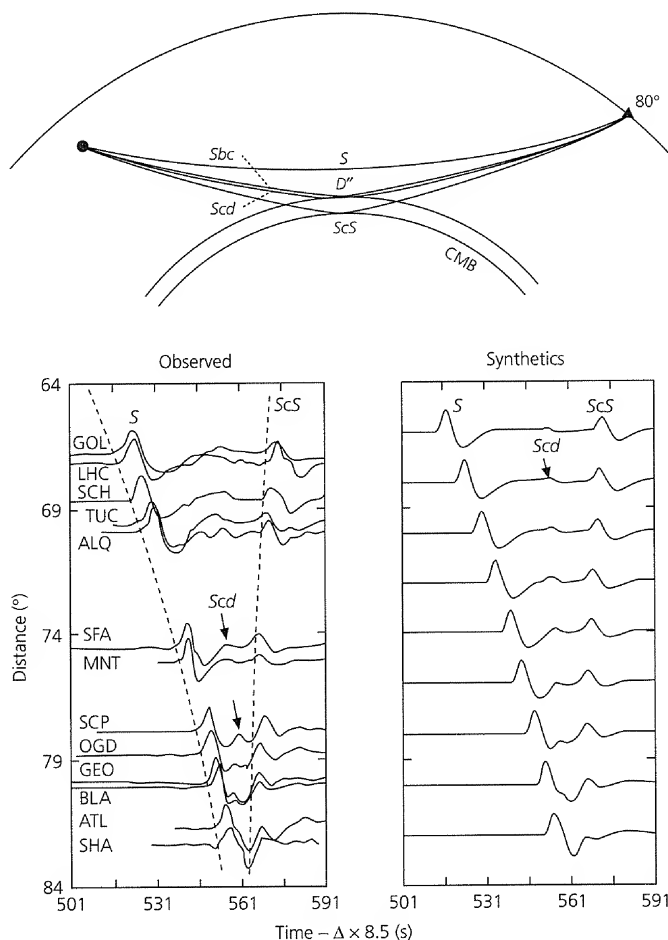 80°
Sbc
S
D″
Scd
ScS
CMB
Observed
Synthetics
64
S
ScS
S
ScS
GOL
Scd
LHC
SCH
69
TUC
ALQ
Scd
74
SFA
MNT
Distance (°)
SCP
OGD
79
GEO
BLA
ATL
SHA
84
501
531
561
591
501
531
561
591
Time – Δ × 8.5 (s)